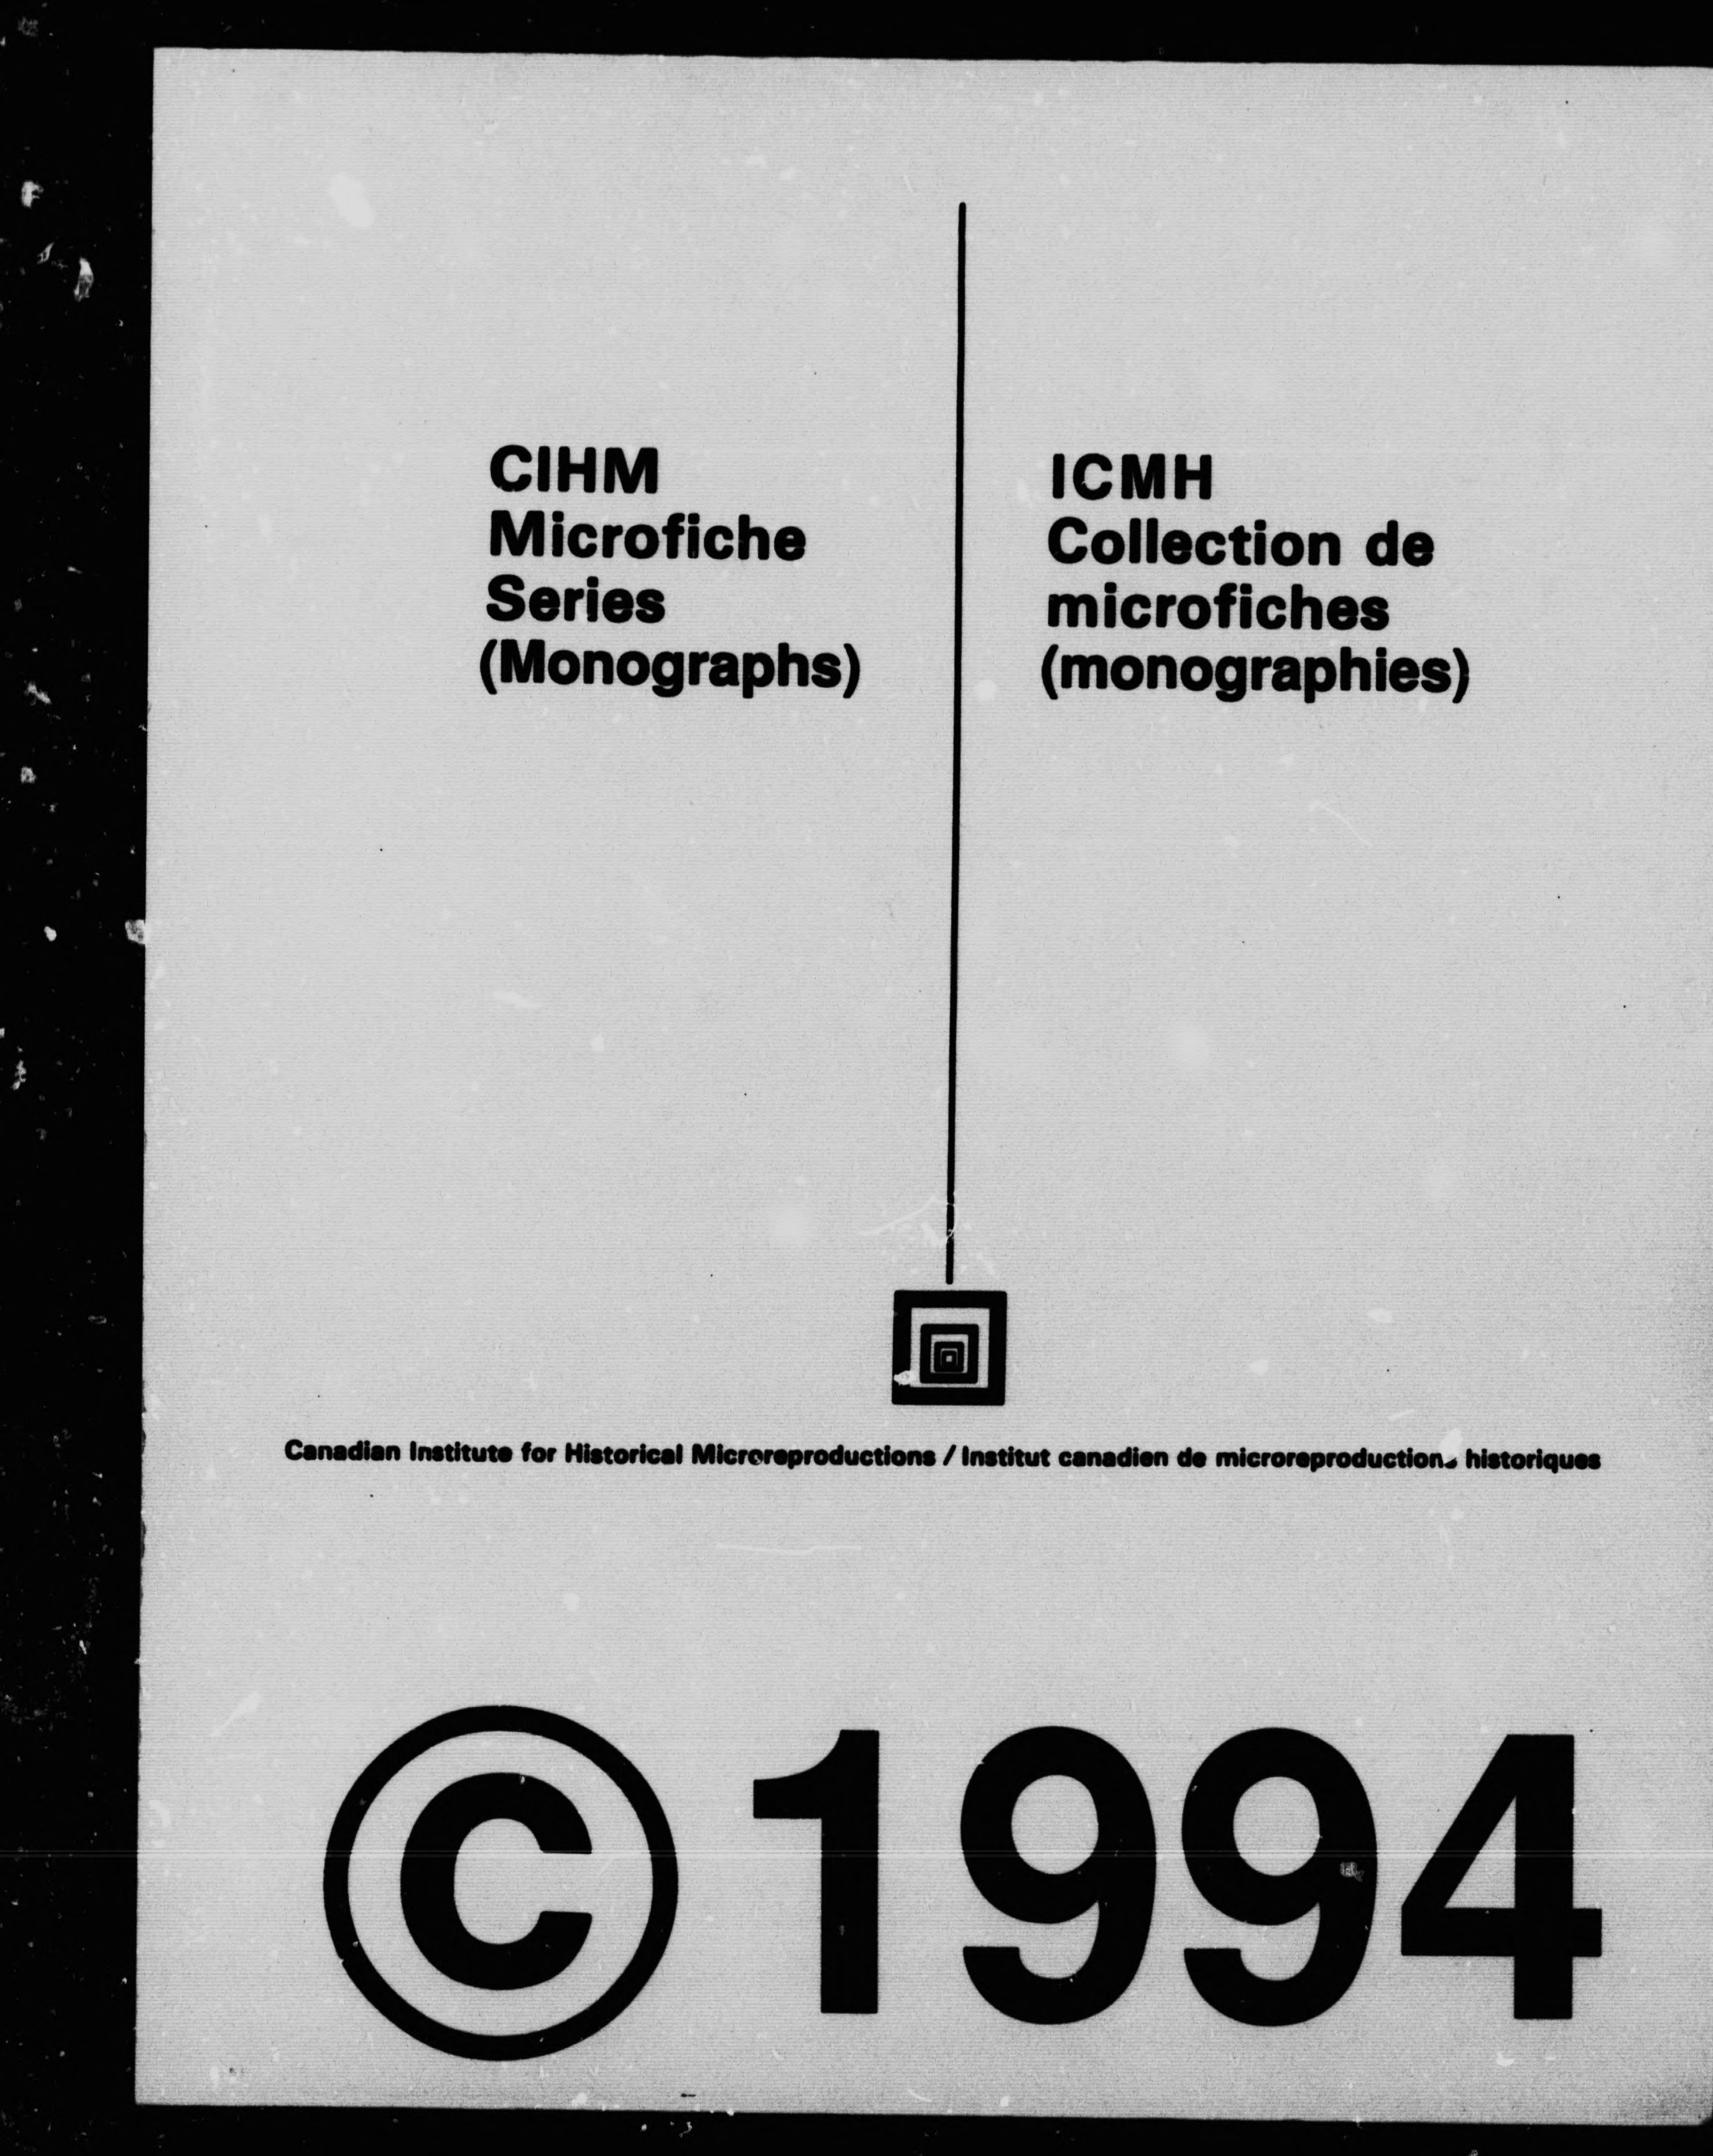 CIHM
Microfiche
Series
(Monographs)
ICMH
Collection de
microfiches
(monographies)
Canadian Institute for Historical Microreproductions / Institut canadien de microreproductions historiques
© 1994